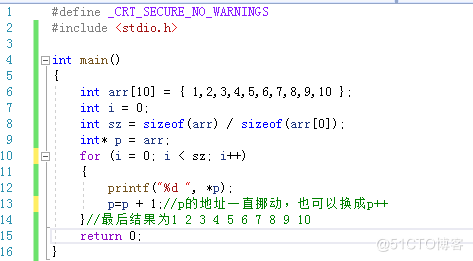 1 #define _CRT_SECURE_NO_WARNINGS
2 #include <stdio.h>
3
4 int main()
5 {
6 int arr[10] = { 1,2,3,4,5,6,7,8,9,10 };
7 int i = 0;
8 int sz = sizeof(arr) / sizeof(arr[0]);
9 int* p = arr;
10 for (i = 0; i < sz; i++)
11 {
12 printf("%d ", *p);
13 p=p + 1;//p的地址一直挪动，也可以换成p++
14 }//最后结果为1 2 3 4 5 6 7 8 9 10
15 return 0;
16 }
@51CTO博客